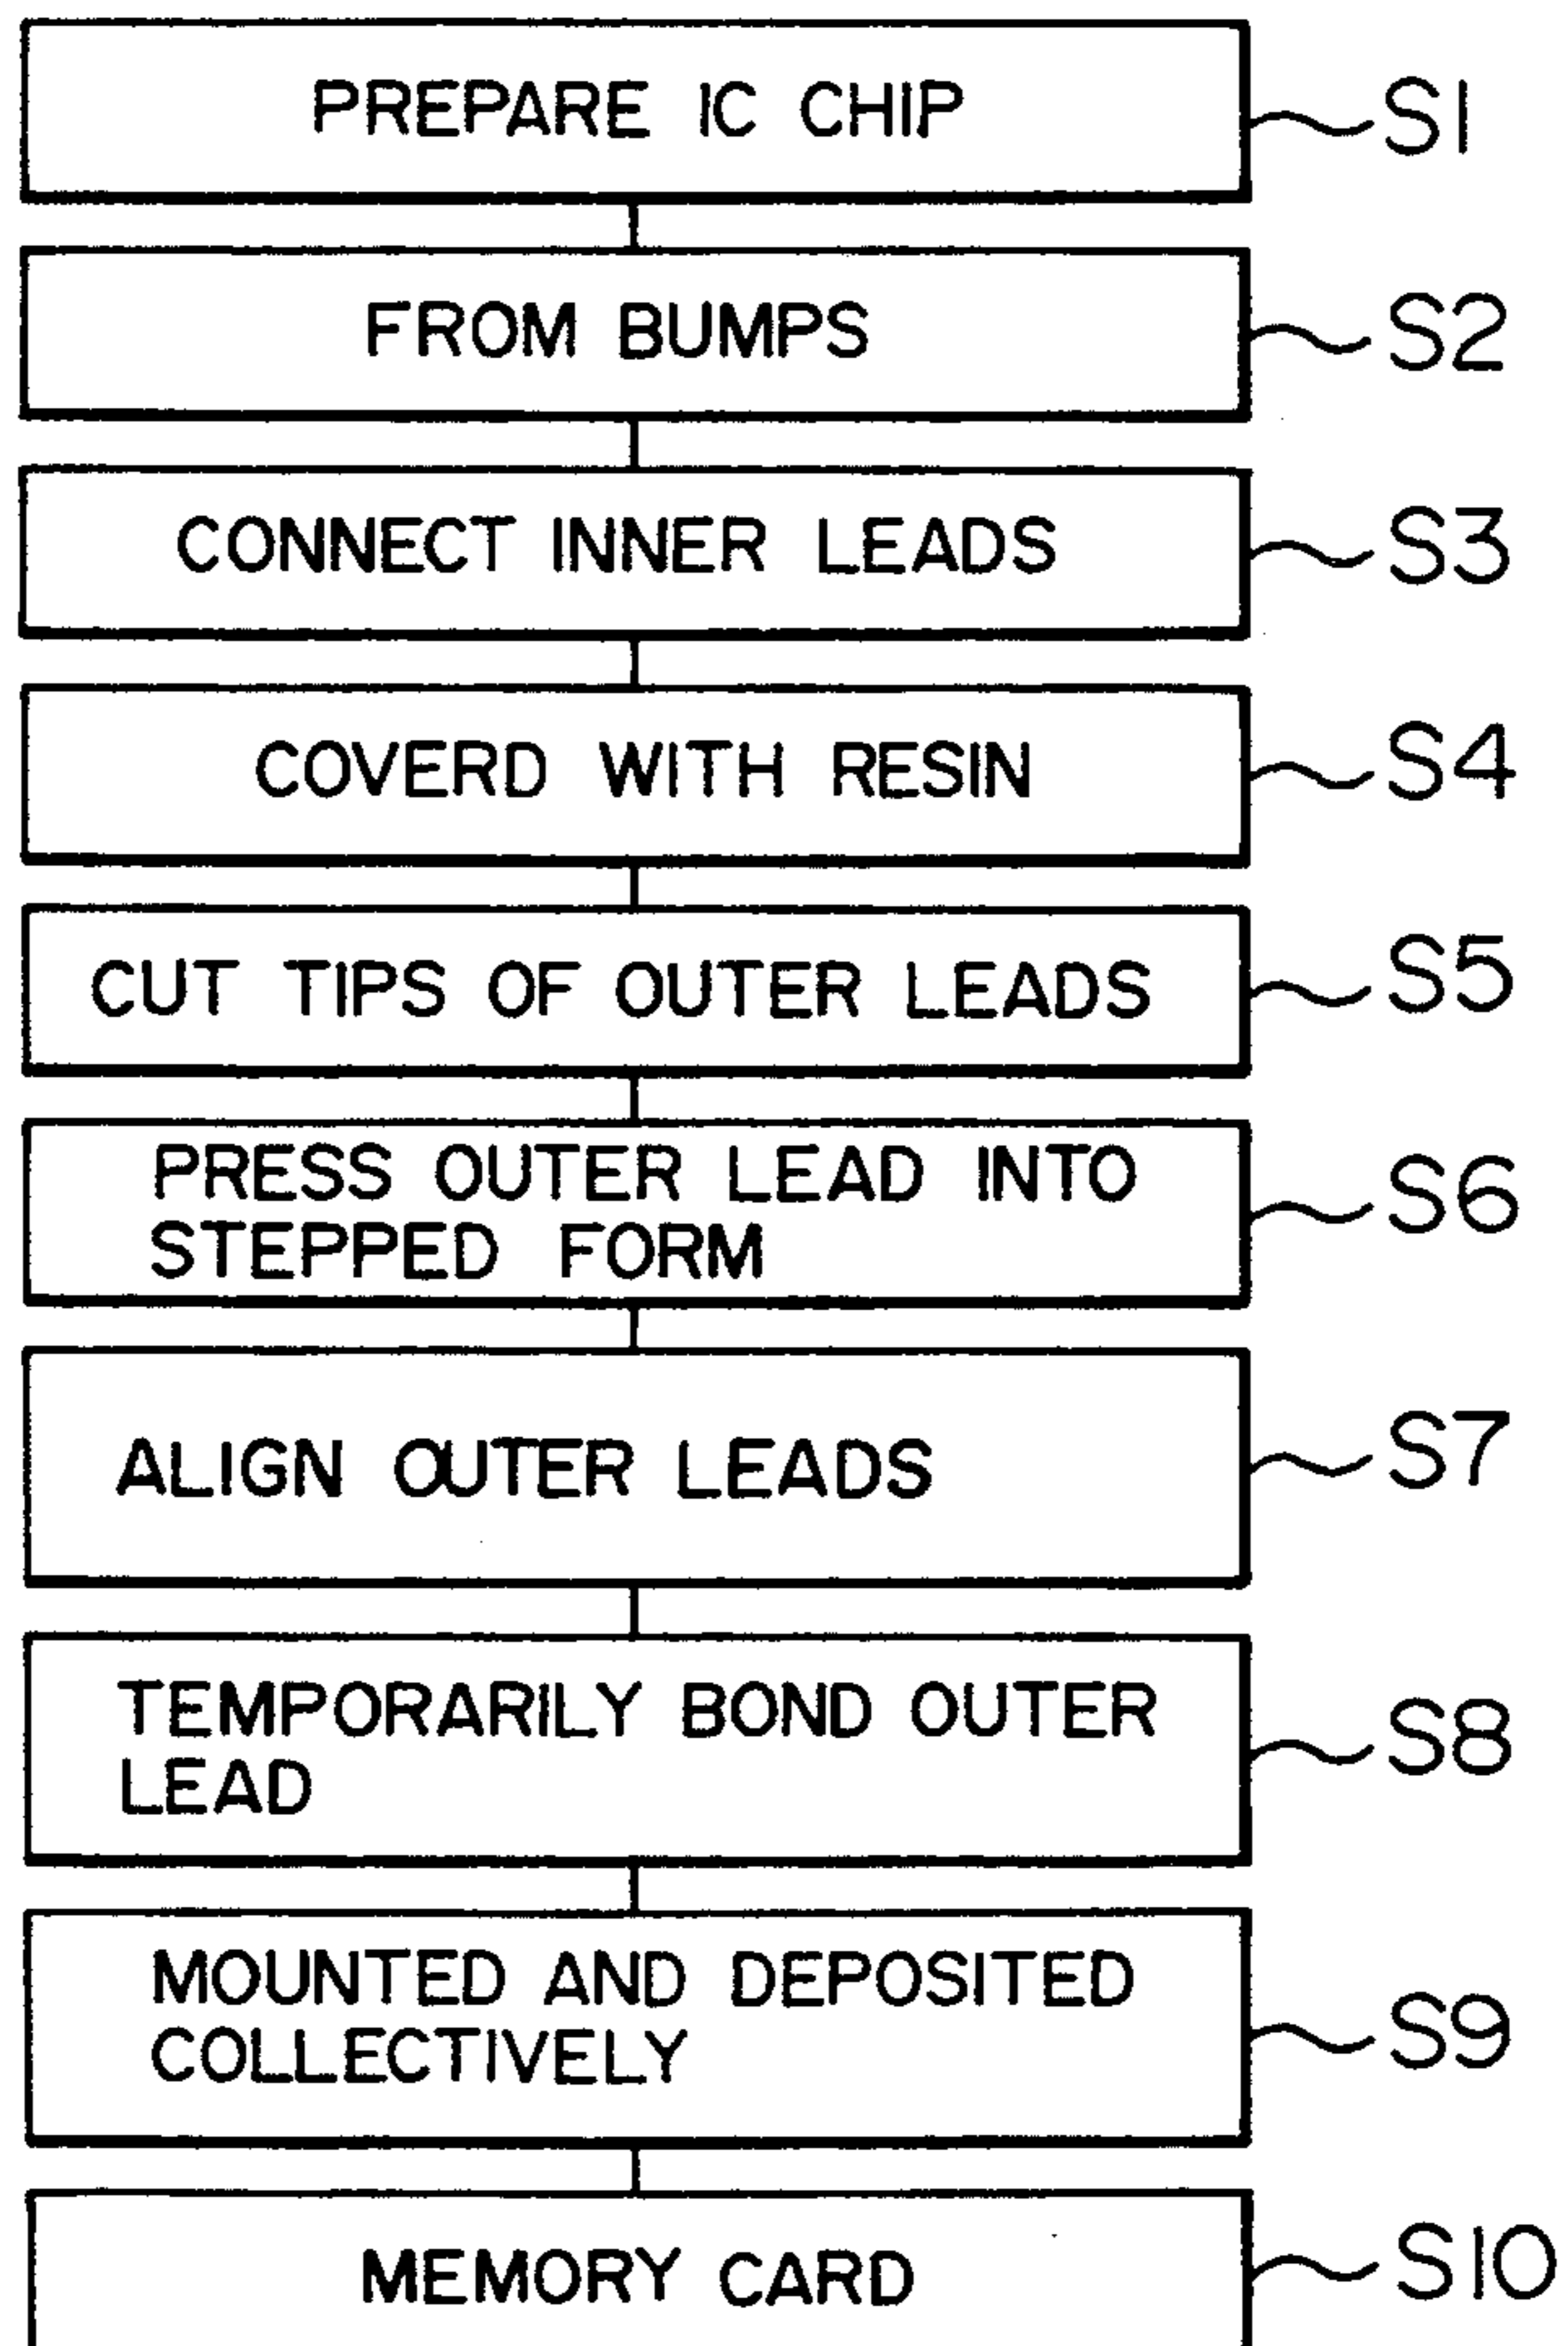 PREPARE IC CHIP
S1
FROM BUMPS
S2
CONNECT INNER LEADS
S3
COVERD WITH RESIN
S4
CUT TIPS OF OUTER LEADS
S5
PRESS OUTER LEAD INTO
STEPPED FORM
S6
ALIGN OUTER LEADS
S7
TEMPORARILY BOND OUTER
LEAD
S8
MOUNTED AND DEPOSITED
COLLECTIVELY
S9
MEMORY CARD
S10